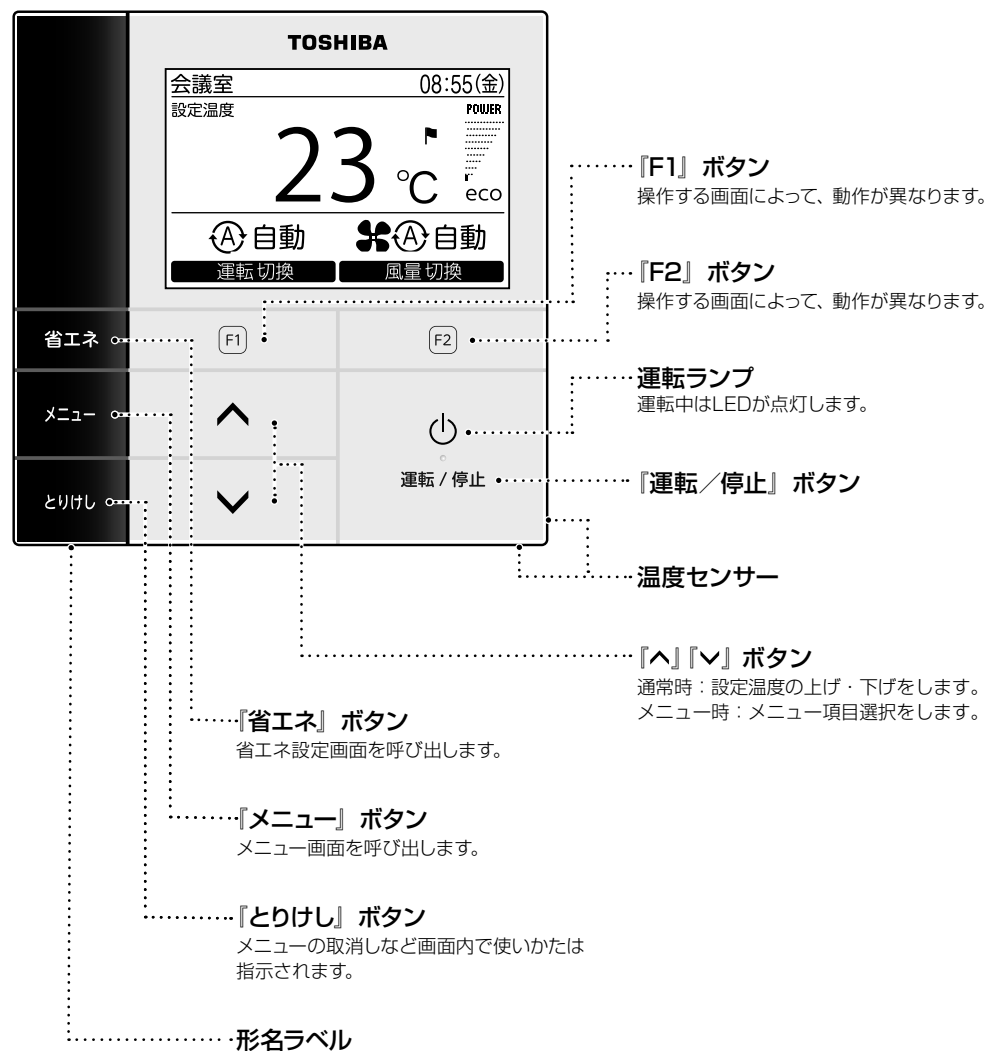 TOSHIBA
会議室 08:55(金)
設定温度 POWER
23 ℃
eco
Ⓐ 自動 Ⓐ 自動
運転切換 風量切換
省エネ F1 F2
メニュー
とりけし
運転 / 停止
『F1』 ボタン
操作する画面によって、動作が異なります。
『F2』 ボタン
操作する画面によって、動作が異なります。
運転ランプ
運転中はLEDが点灯します。
『運転／停止』 ボタン
温度センサー
『∧』『∨』 ボタン
通常時：設定温度の上げ・下げをします。
メニュー時：メニュー項目選択をします。
『省エネ』 ボタン
省エネ設定画面を呼び出します。
『メニュー』 ボタン
メニュー画面を呼び出します。
『とりけし』 ボタン
メニューの取消しなど画面内で使いかたは
指示されます。
形名ラベル